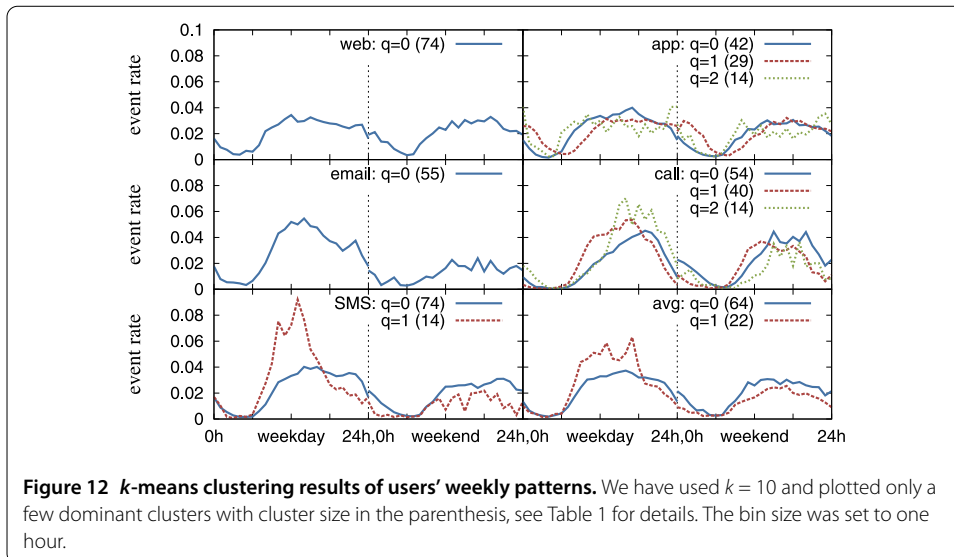 0.1
0.08
0.06
0.04
0.02
0
event rate
web: q=0 (74)
app: q=0 (42)
q=1 (29)
q=2 (14)
0.08
0.06
0.04
0.02
0
event rate
email: q=0 (55)
call: q=0 (54)
q=1 (40)
q=2 (14)
0.08
0.06
0.04
0.02
0
event rate
SMS: q=0 (74)
q=1 (14)
avg: q=0 (64)
q=1 (22)
0h weekday 24h,0h weekend 24h,0h weekday 24h,0h weekend 24h
Figure 12 k-means clustering results of users' weekly patterns. We have used k = 10 and plotted only a
few dominant clusters with cluster size in the parenthesis, see Table 1 for details. The bin size was set to one
hour.